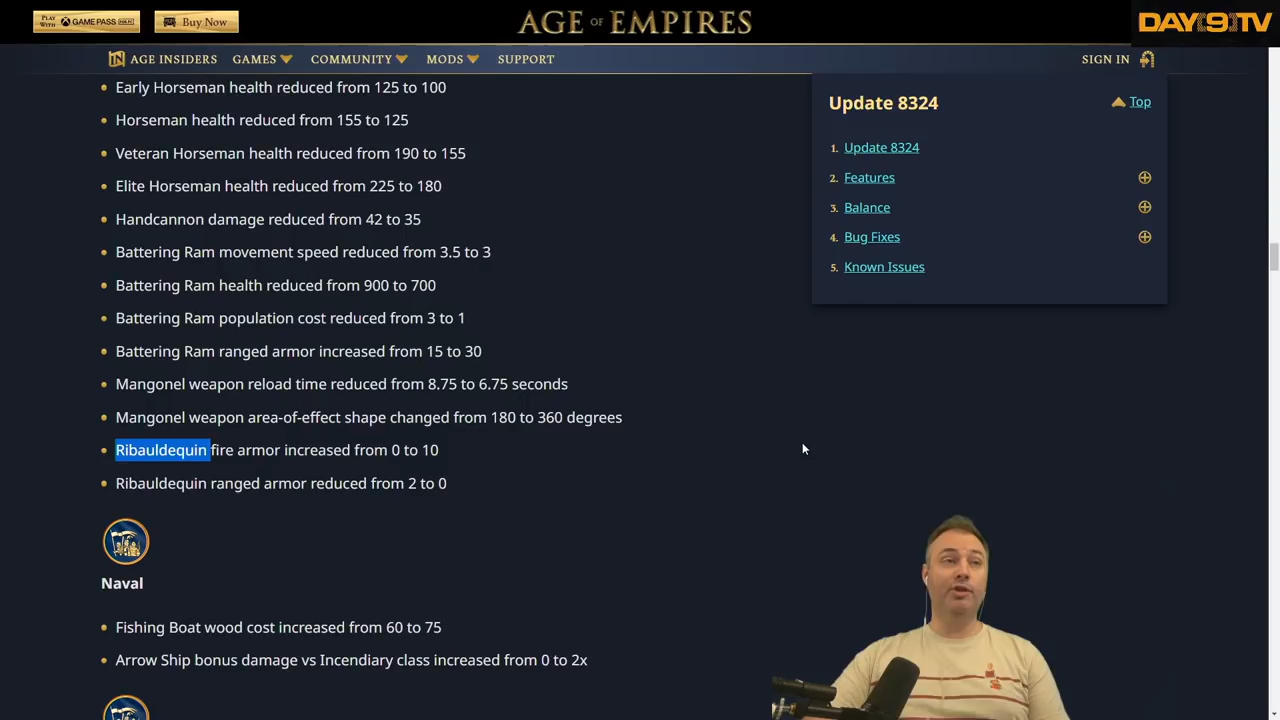 PLAY WITH XBOX GAME PASS FOR PC
Buy Now
AGE OF EMPIRES
DAY9TV
AGE INSIDERS GAMES COMMUNITY MODS SUPPORT SIGN IN
Early Horseman health reduced from 125 to 100
Horseman health reduced from 155 to 125
Veteran Horseman health reduced from 190 to 155
Elite Horseman health reduced from 225 to 180
Handcannon damage reduced from 42 to 35
Battering Ram movement speed reduced from 3.5 to 3
Battering Ram health reduced from 900 to 700
Battering Ram population cost reduced from 3 to 1
Battering Ram ranged armor increased from 15 to 30
Mangonel weapon reload time reduced from 8.75 to 6.75 seconds
Mangonel weapon area-of-effect shape changed from 180 to 360 degrees
Ribauldequin fire armor increased from 0 to 10
Ribauldequin ranged armor reduced from 2 to 0
Naval
Fishing Boat wood cost increased from 60 to 75
Arrow Ship bonus damage vs Incendiary class increased from 0 to 2x
Update 8324 Top
1. Update 8324
2. Features
3. Balance
4. Bug Fixes
5. Known Issues